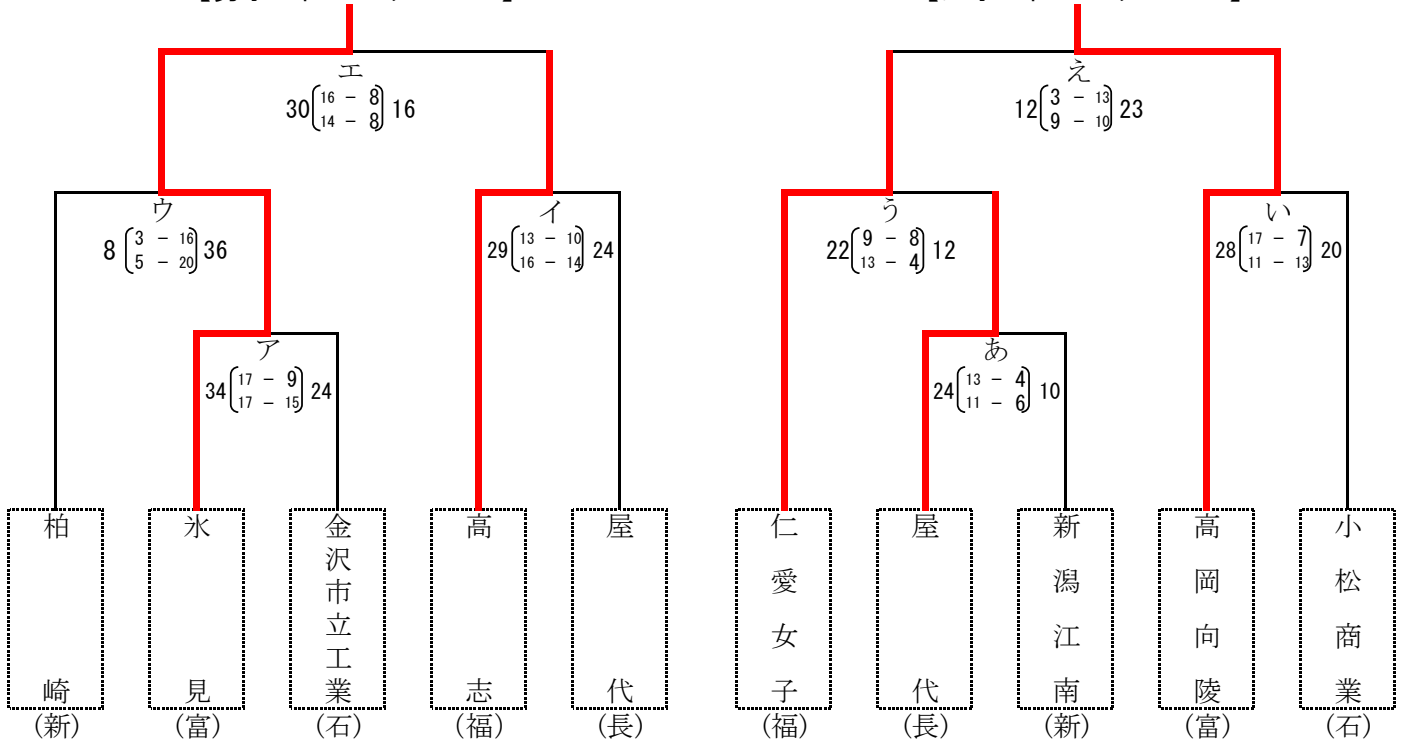 エ
30 16 - 8 16
14 - 8
え
12 3 - 13 23
9 - 10
ウ
8 3 - 16 36
5 - 20
イ
29 13 - 10 24
16 - 14
う
22 9 - 8 12
13 - 4
い
28 17 - 7 20
11 - 13
ア
34 17 - 9 24
17 - 15
あ
24 13 - 4 10
11 - 6
柏崎
(新)
氷見
(富)
金沢市立工業
(石)
高志
(福)
屋代
(長)
仁愛女子
(福)
屋代
(長)
新潟江南
(新)
高岡向陵
(富)
小松商業
(石)